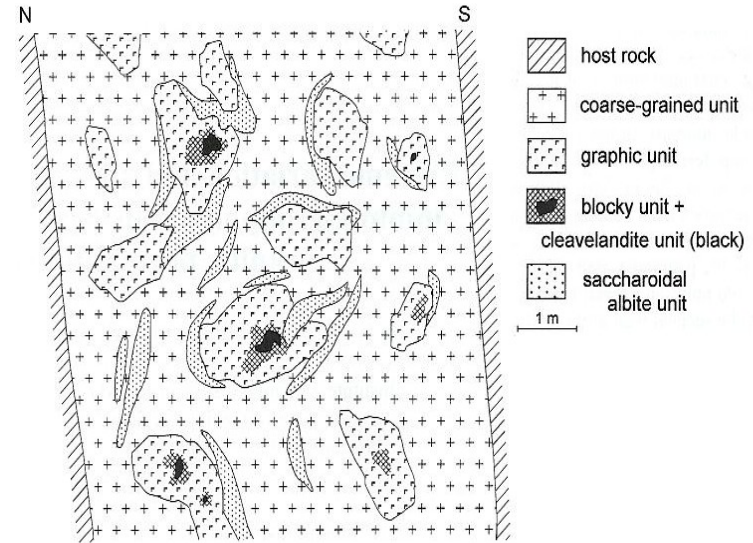 N
S
host rock
coarse-grained unit
graphic unit
blocky unit +
cleavelandite unit (black)
saccharoidal
albite unit
1 m